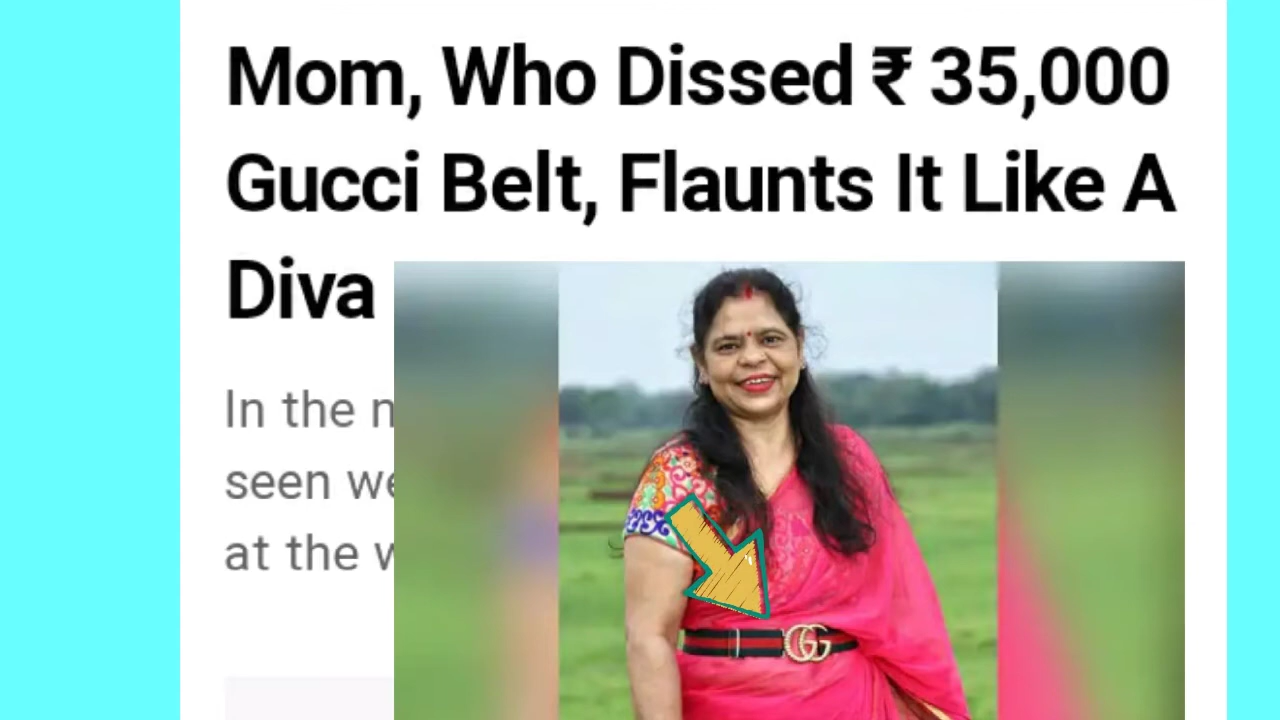 Mom, Who Dissed ₹ 35,000
Gucci Belt, Flaunts It Like A
Diva
In the
seen
at the